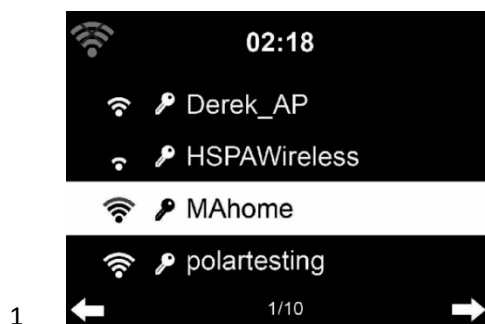 02:18
Derek_AP
HSPAWireless
MAhome
polartesting
1/10
1